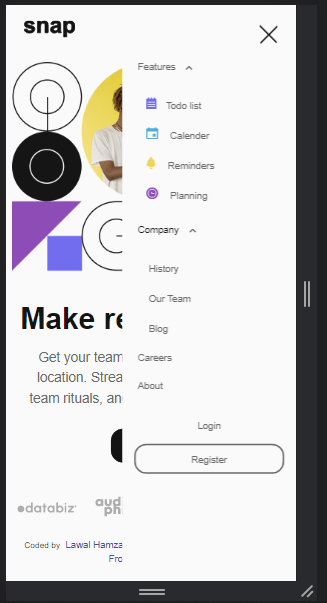 snap
Features
Todo list
Calender
Reminders
Planning
Company
History
Our Team
Blog
Careers
About
Login
Register
Make re
Get your team
location. Strea
team rituals, an
databiz
aud
ph
Coded by Lawal Hamza
Fro